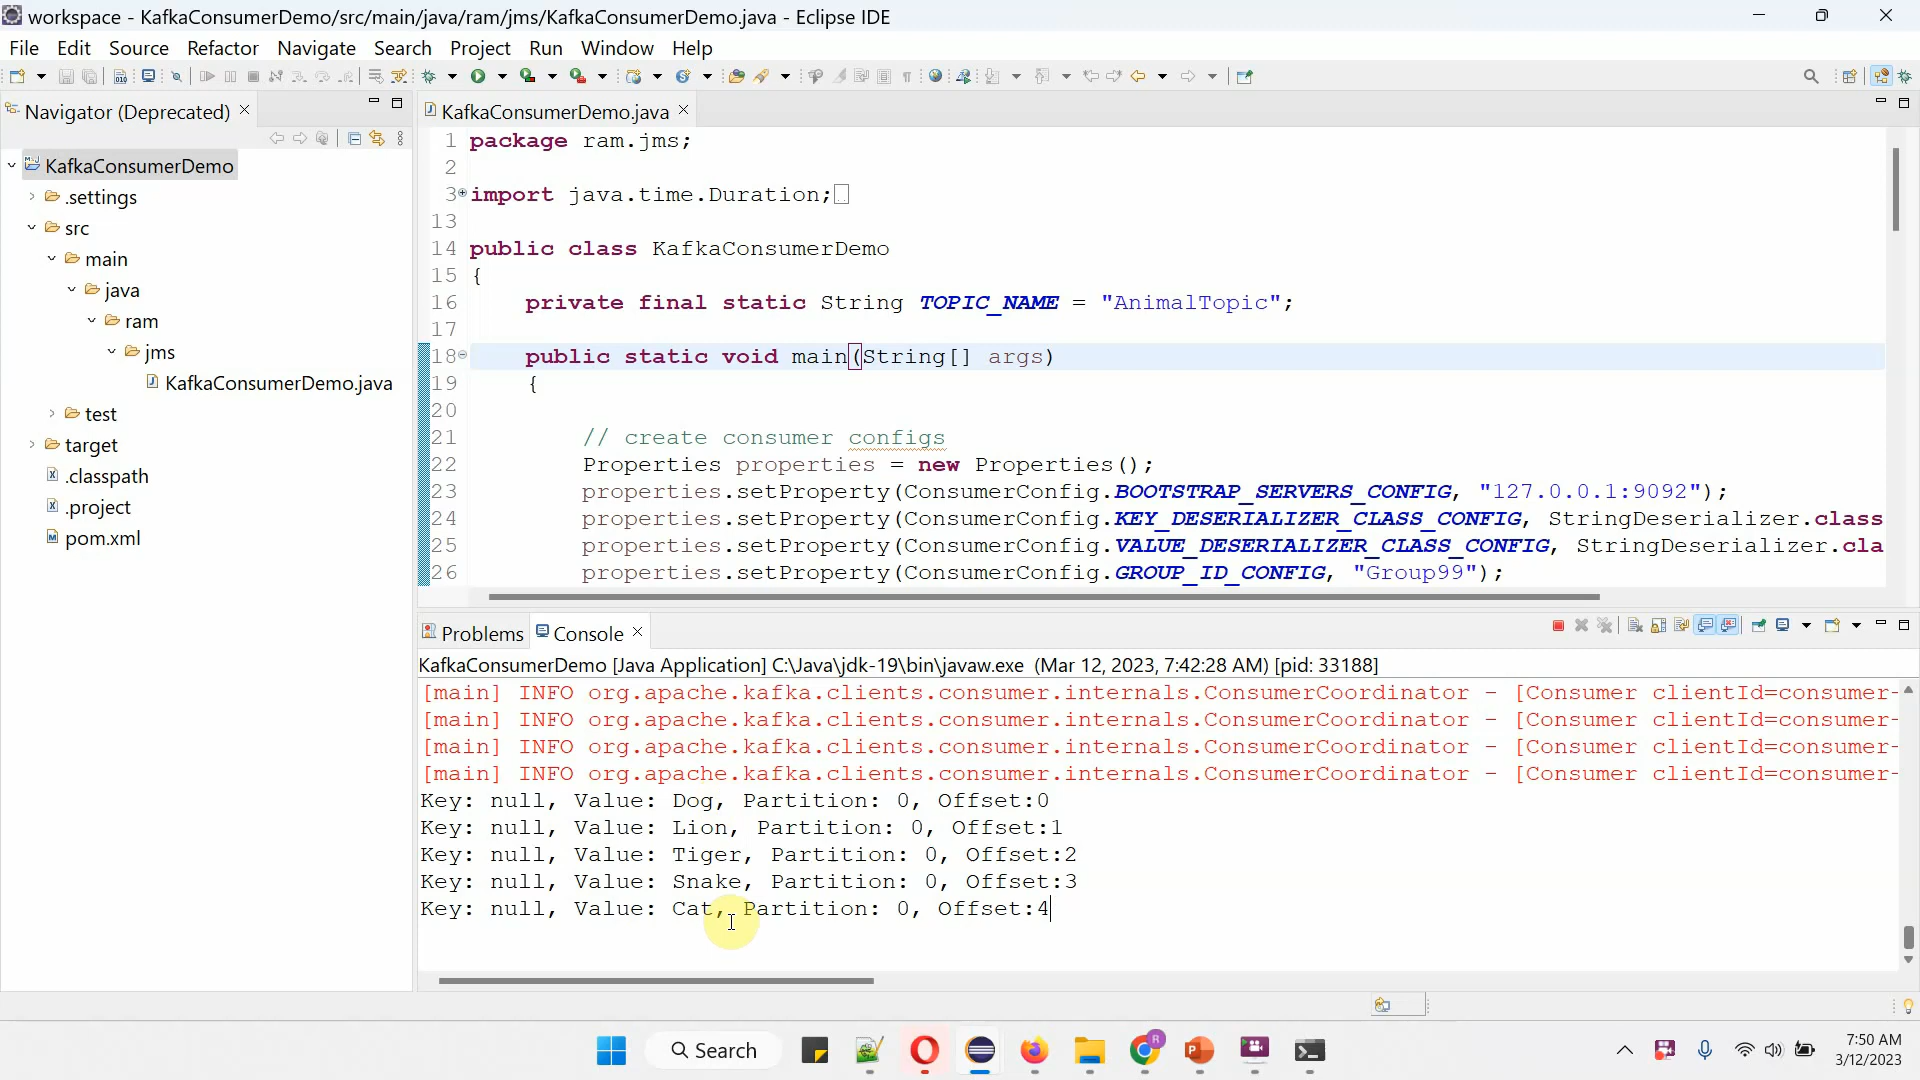 workspace - KafkaConsumerDemo/src/main/java/ram/jms/KafkaConsumerDemo.java - Eclipse IDE
File Edit Source Refactor Navigate Search Project Run Window Help
Navigator (Deprecated)
KafkaConsumerDemo
.settings
src
main
java
ram
jms
KafkaConsumerDemo.java
test
target
.classpath
.project
pom.xml
KafkaConsumerDemo.java
1 package ram.jms;
2
3 import java.time.Duration;
13
14 public class KafkaConsumerDemo
15 {
16 private final static String TOPIC_NAME = "AnimalTopic";
17
18 public static void main(String[] args)
19 {
20
21 // create consumer configs
22 Properties properties = new Properties();
23 properties.setProperty(ConsumerConfig.BOOTSTRAP_SERVERS_CONFIG, "127.0.0.1:9092");
24 properties.setProperty(ConsumerConfig.KEY_DESERIALIZER_CLASS_CONFIG, StringDeserializer.class
25 properties.setProperty(ConsumerConfig.VALUE_DESERIALIZER_CLASS_CONFIG, StringDeserializer.cla
26 properties.setProperty(ConsumerConfig.GROUP_ID_CONFIG, "Group99");
Problems Console
KafkaConsumerDemo [Java Application] C:\Java\jdk-19\bin\javaw.exe (Mar 12, 2023, 7:42:28 AM) [pid: 33188]
[main] INFO org.apache.kafka.clients.consumer.internals.ConsumerCoordinator - [Consumer clientId=consumer-
[main] INFO org.apache.kafka.clients.consumer.internals.ConsumerCoordinator - [Consumer clientId=consumer-
[main] INFO org.apache.kafka.clients.consumer.internals.ConsumerCoordinator - [Consumer clientId=consumer-
[main] INFO org.apache.kafka.clients.consumer.internals.ConsumerCoordinator - [Consumer clientId=consumer-
Key: null, Value: Dog, Partition: 0, Offset:0
Key: null, Value: Lion, Partition: 0, Offset:1
Key: null, Value: Tiger, Partition: 0, Offset:2
Key: null, Value: Snake, Partition: 0, Offset:3
Key: null, Value: Cat, Partition: 0, Offset:4
Search
7:50 AM
3/12/2023